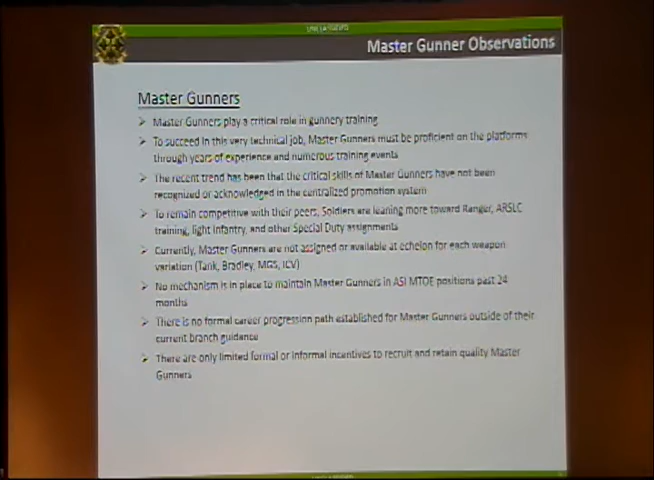 UNCLASSIFIED
Master Gunner Observations
Master Gunners
➢ Master Gunners play a critical role in gunnery training
➢ To succeed in this very technical job, Master Gunners must be proficient on the platforms
through years of experience and numerous training events
➢ The recent trend has been that the critical skills of Master Gunners have not been
recognized or acknowledged in the centralized promotion system
➢ To remain competitive with their peers, Soldiers are leaning more toward Ranger, ARSLC
training, light infantry, and other Special Duty assignments
➢ Currently, Master Gunners are not assigned or available at echelon for each weapon
variation (Tank, Bradley, MGS, ICV)
➢ No mechanism is in place to maintain Master Gunners in ASI MTOE positions past 24
months
➢ There is no formal career progression path established for Master Gunners outside of their
current branch guidance
➢ There are only limited formal or informal incentives to recruit and retain quality Master
Gunners
UNCLASSIFIED